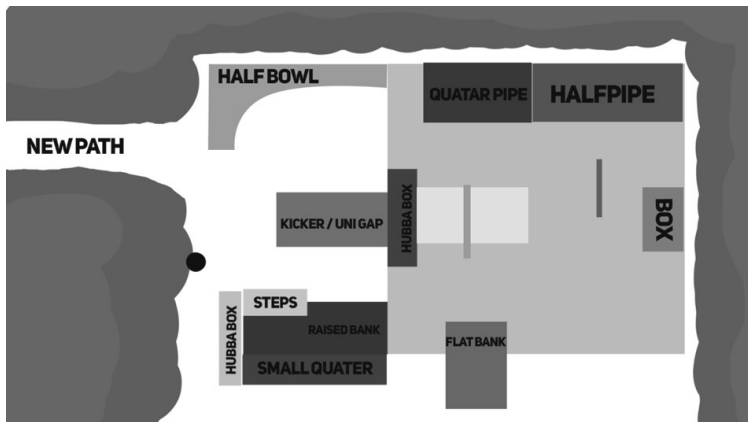 HALF BOWL
QUATAR PIPE
HALFPIPE
NEW PATH
KICKER / UNI GAP
HUBBA BOX
BOX
STEPS
HUBBA BOX
RAISED BANK
FLAT BANK
SMALL QUATER